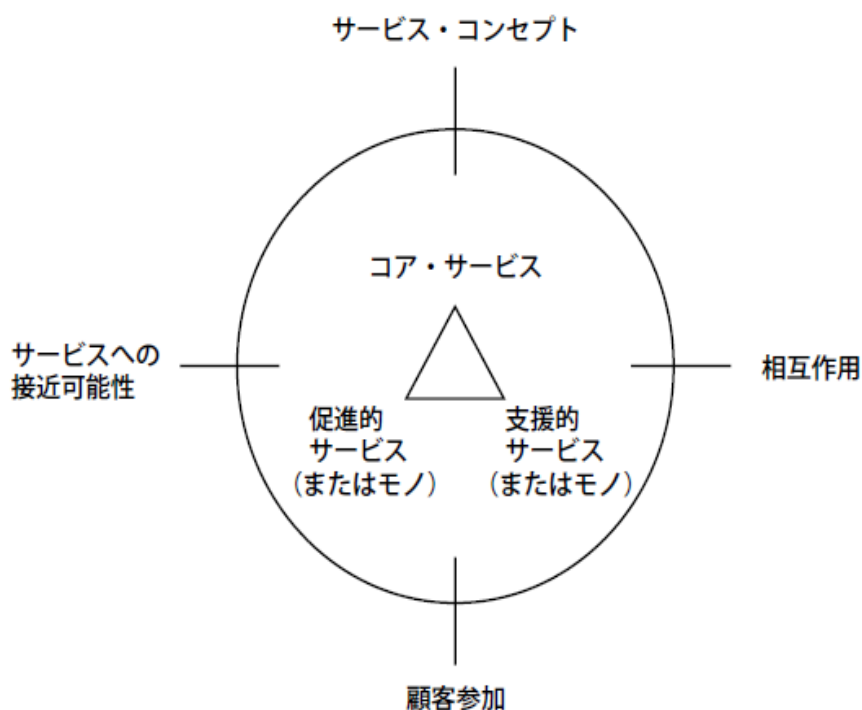 サービス・コンセプト
コア・サービス
サービスへの
接近可能性
相互作用
促進的
サービス
（またはモノ）
支援的
サービス
（またはモノ）
顧客参加